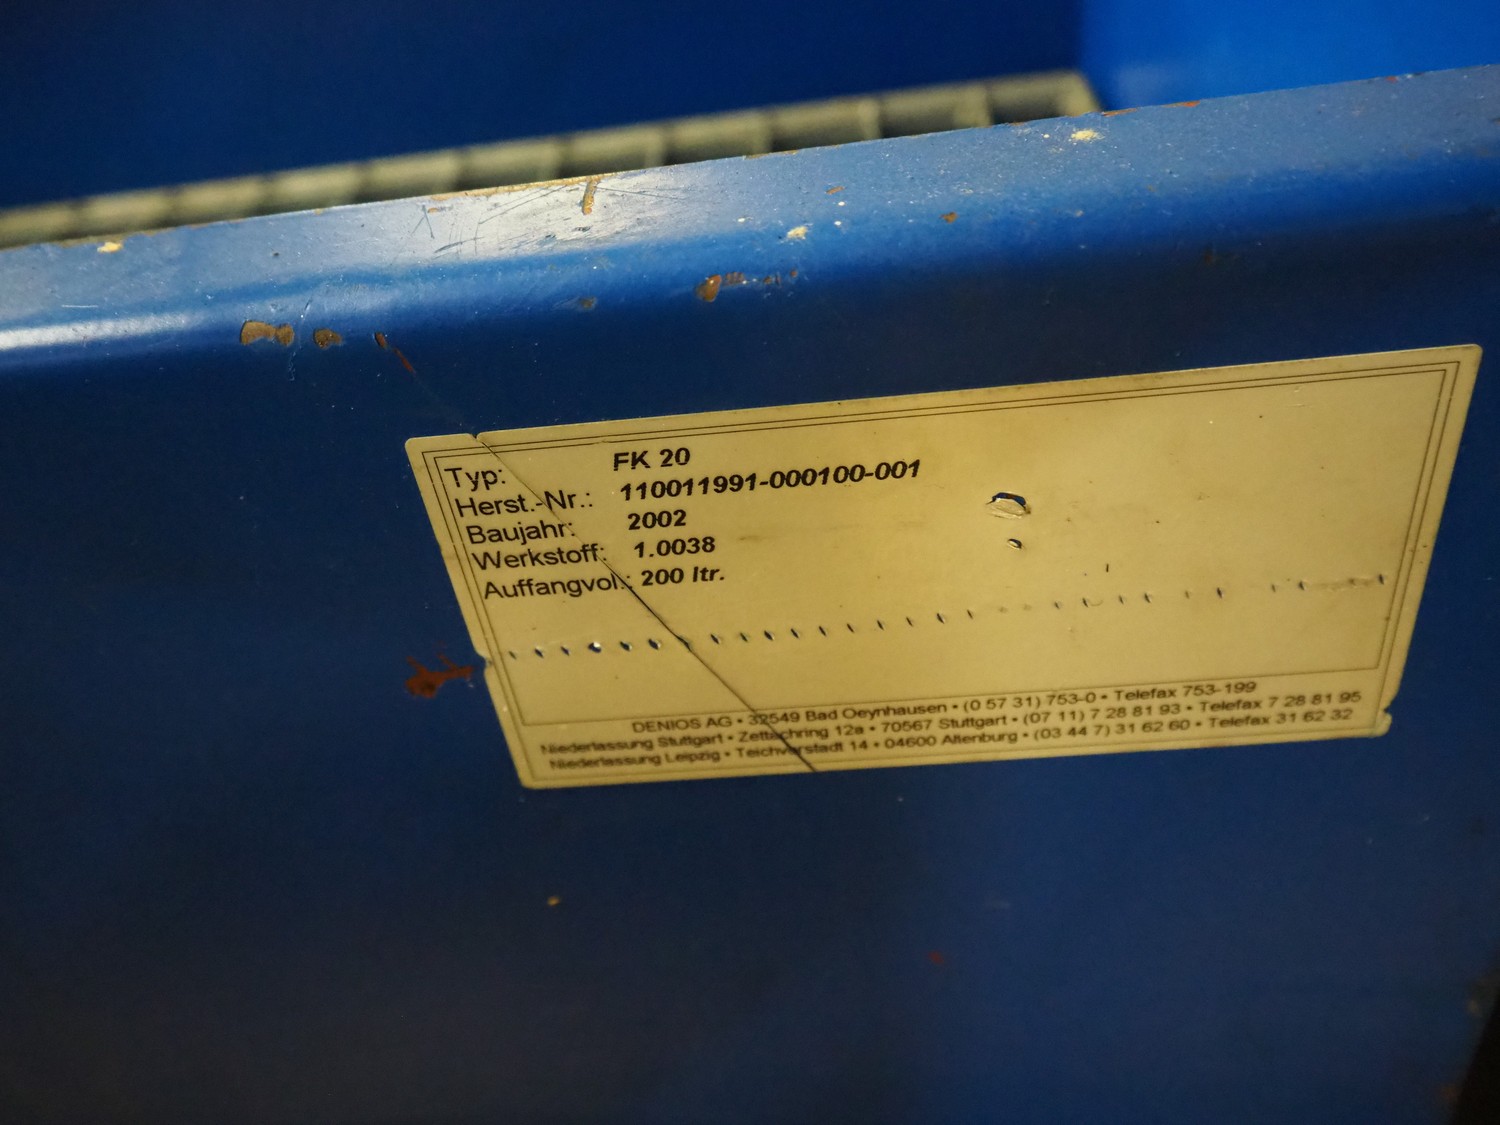 Typ: FK 20
Herst.-Nr.: 110011991-000100-001
Baujahr: 2002
Werkstoff: 1.0038
Auffangvol.: 200 ltr.
DENIOS AG • 32549 Bad Oeynhausen • (0 57 31) 753-0 • Telefax 753-199
Niederlassung Stuttgart • Zettachring 12a • 70567 Stuttgart • (07 11) 7 28 81 93 • Telefax 7 28 81 95
Niederlassung Leipzig • Teichvorstadt 14 • 04600 Altenburg • (03 44 7) 31 62 60 • Telefax 31 62 32